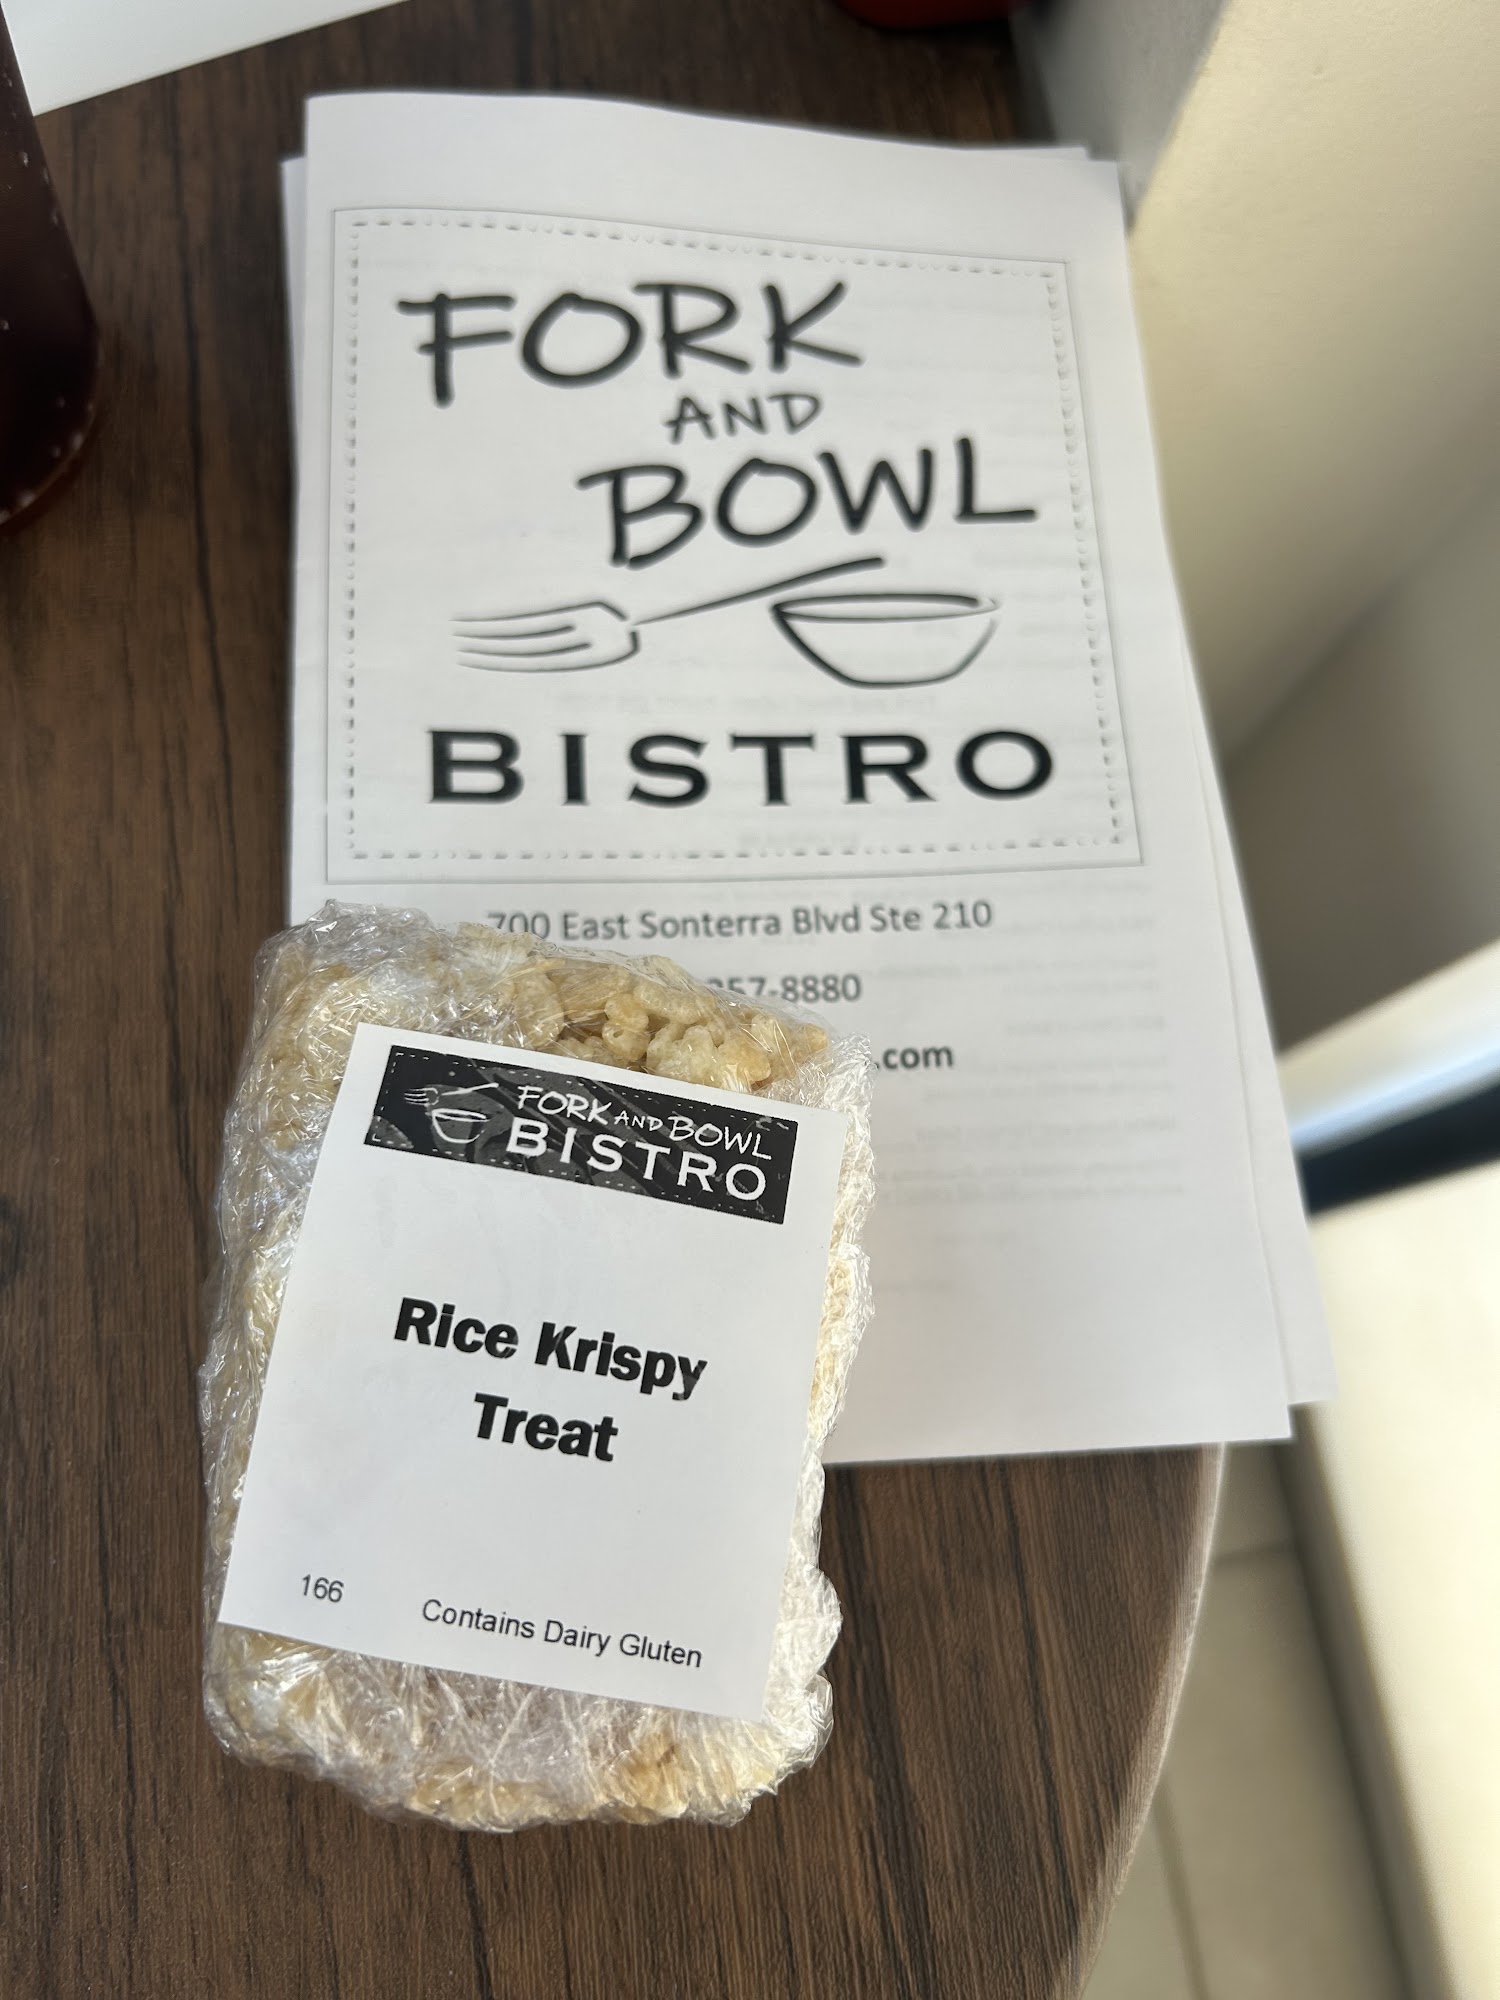 FORK
AND
BOWL
BISTRO
700 East Sonterra Blvd Ste 210
257-8880
.com
FORK AND BOWL
BISTRO
Rice Krispy
Treat
166 Contains Dairy Gluten